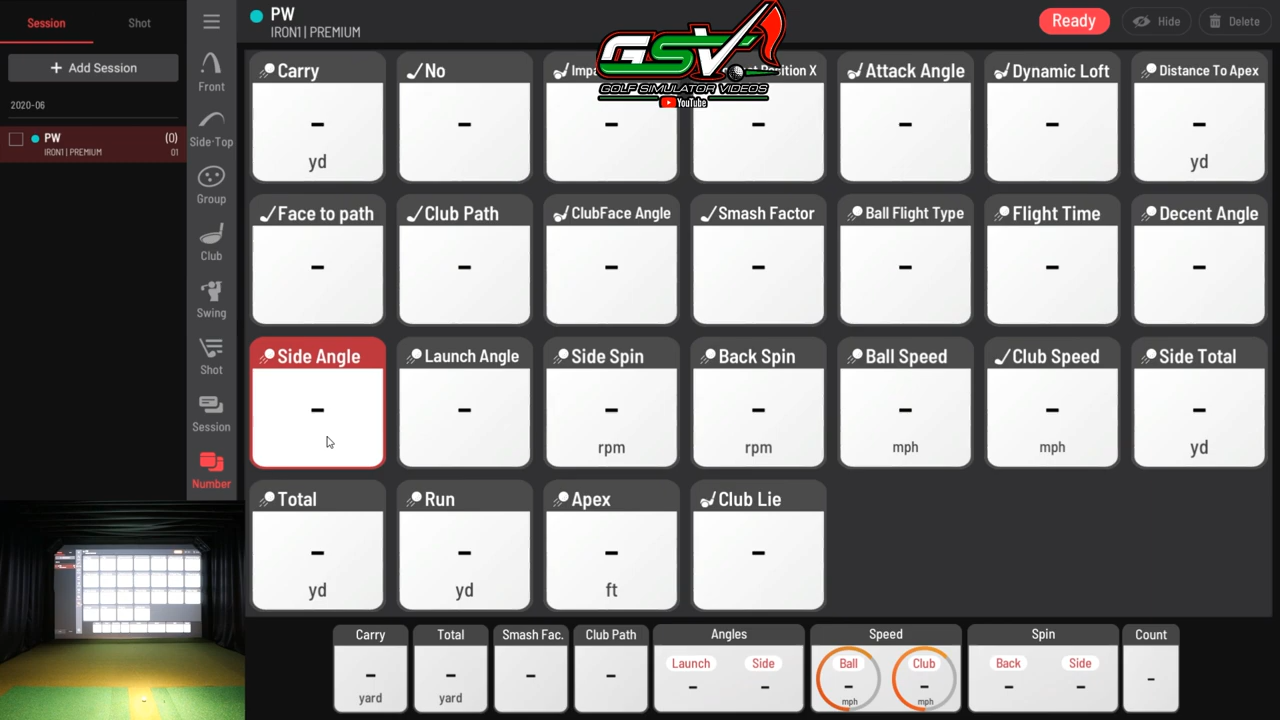 Session
Shot
+ Add Session
2020-06
PW
(0)
IRON1 | PREMIUM
01
Front
Side-Top
Group
Club
Swing
Shot
Session
Number
PW
IRON1 | PREMIUM
Ready
Hide
Delete
GSV
GOLF SIMULATOR VIDEOS
YouTube
Carry
-
yd
No
-
Impa
-
Position X
-
Attack Angle
-
Dynamic Loft
-
Distance To Apex
-
yd
Face to path
-
Club Path
-
ClubFace Angle
-
Smash Factor
-
Ball Flight Type
-
Flight Time
-
Decent Angle
-
Side Angle
-
Launch Angle
-
Side Spin
-
rpm
Back Spin
-
rpm
Ball Speed
-
mph
Club Speed
-
mph
Side Total
-
yd
Total
-
yd
Run
-
yd
Apex
-
ft
Club Lie
-
Carry
-
yard
Total
-
yard
Smash Fac.
-
Club Path
-
Angles
Launch
Side
-
-
Speed
Ball
-
mph
Club
-
mph
Spin
Back
Side
-
-
Count
-